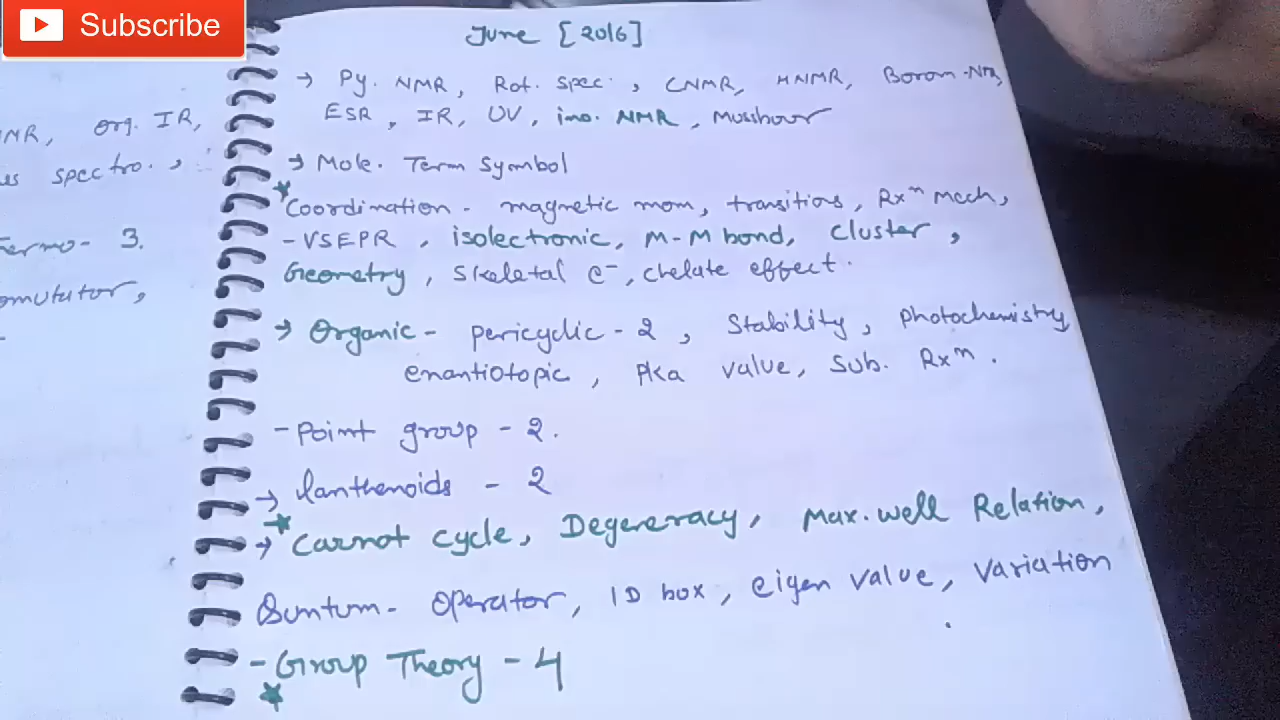 Subscribe
June [2016]
→ Py. NMR, Rot. spec., CNMR, HNMR, Boron-NMR,
ESR, IR, UV, ino. NMR, Mossbour
→ Mole. Term Symbol
Coordination - magnetic mom, transitions, Rxⁿ Mech,
- VSEPR, isolectronic, M-M bond, cluster,
Geometry, Skeletal e⁻, chelate effect.
→ Organic - pericyclic - 2, Stability, photochemistry
enantiotopic, Pka value, Sub. Rxⁿ.
- Point group - 2.
→ lanthenoids - 2
→ Carnot cycle, Degeneracy, Max.well Relation,
Quntum - Operator, 1D box, eigen value, variation
- Group Theory - 4
NMR, Org. IR,
spectro.,
3.